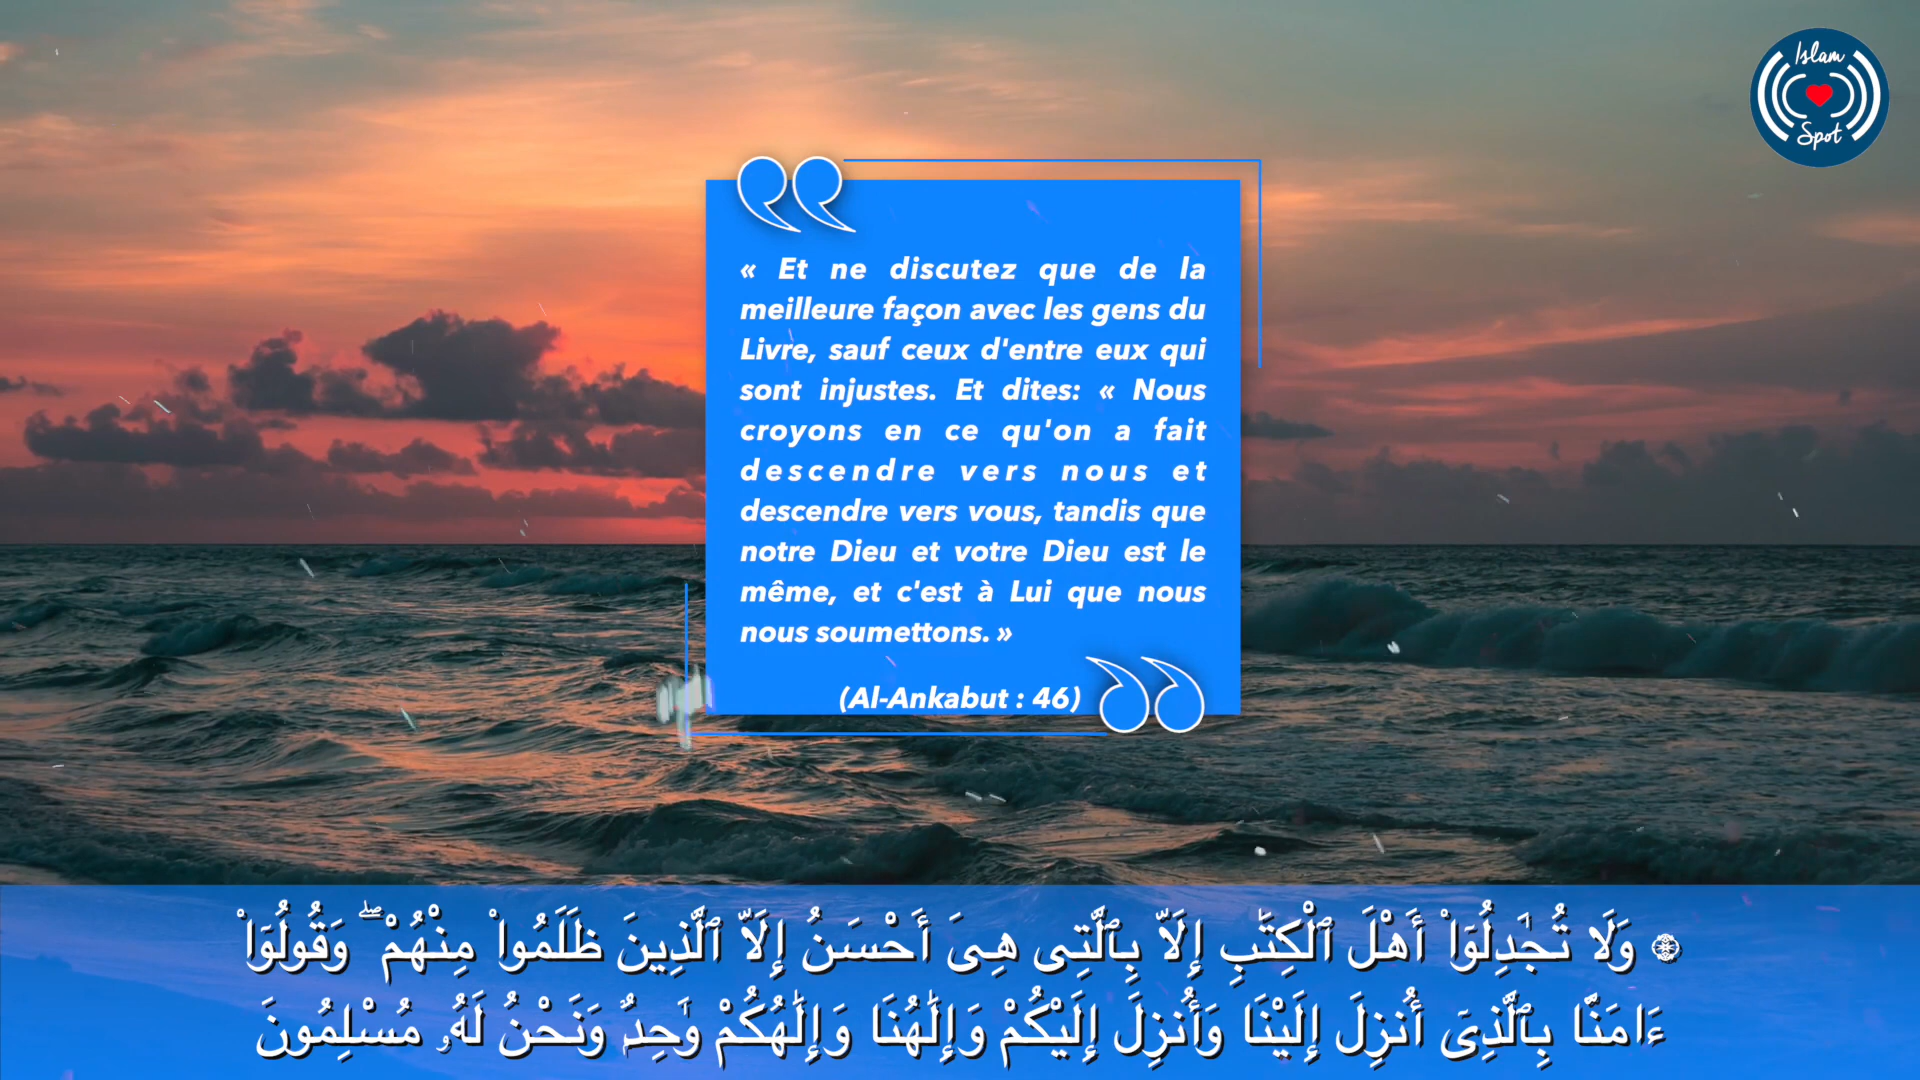 Islam
Spot
« Et ne discutez que de la
meilleure façon avec les gens du
Livre, sauf ceux d'entre eux qui
sont injustes. Et dites: « Nous
croyons en ce qu'on a fait
descendre vers nous et
descendre vers vous, tandis que
notre Dieu et votre Dieu est le
même, et c'est à Lui que nous
nous soumettons. »
(Al-Ankabut : 46)
۞ وَلَا تُجَٰدِلُوٓا۟ أَهْلَ ٱلْكِتَٰبِ إِلَّا بِٱلَّتِى هِىَ أَحْسَنُ إِلَّا ٱلَّذِينَ ظَلَمُوا۟ مِنْهُمْ ۖ وَقُولُوٓا۟
ءَامَنَّا بِٱلَّذِىٓ أُنزِلَ إِلَيْنَا وَأُنزِلَ إِلَيْكُمْ وَإِلَٰهُنَا وَإِلَٰهُكُمْ وَٰحِدٌ وَنَحْنُ لَهُۥ مُسْلِمُونَ